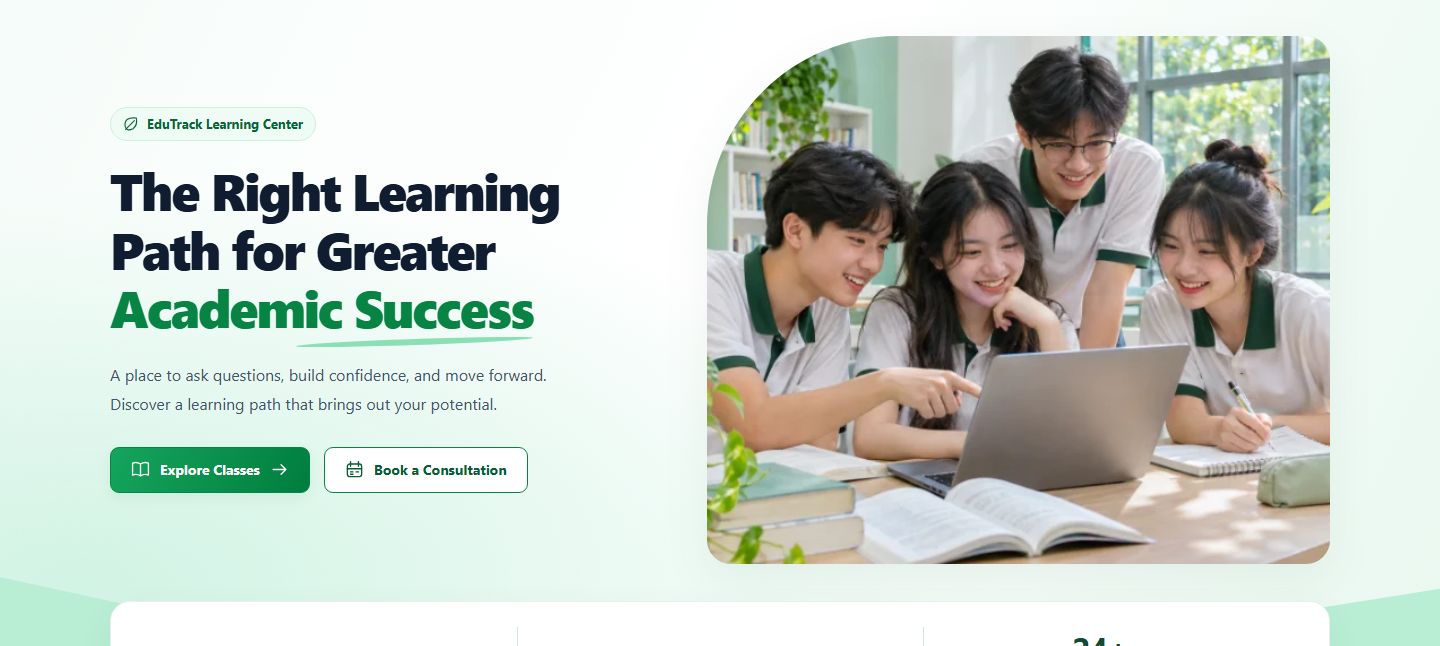 EduTrack Learning Center
The Right Learning
Path for Greater
Academic Success
A place to ask questions, build confidence, and move forward.
Discover a learning path that brings out your potential.
Explore Classes
Book a Consultation